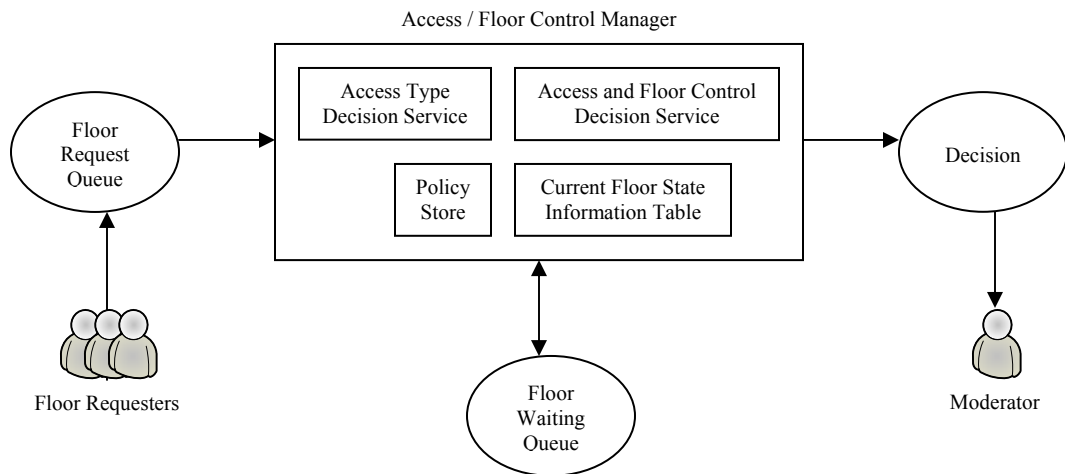 Access / Floor Control Manager
Access Type
Decision Service
Access and Floor Control
Decision Service
Floor
Request
Queue
Decision
Policy
Store
Current Floor State
Information Table
Floor Requesters
Floor
Waiting
Queue
Moderator